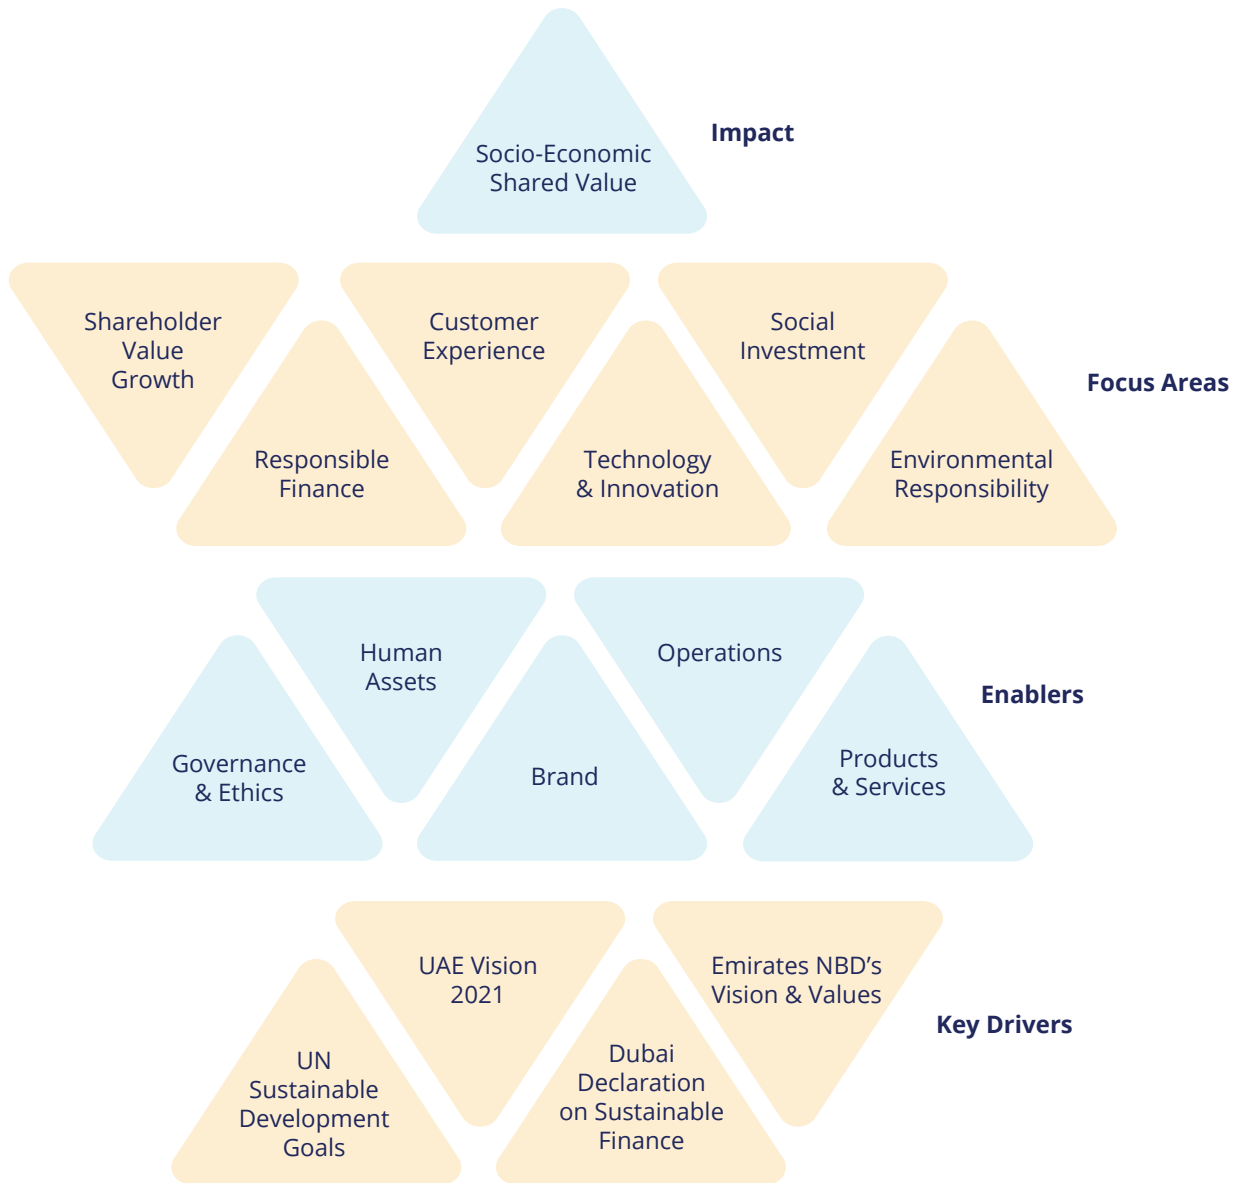 Impact
Socio-Economic
Shared Value
Shareholder
Value
Growth
Customer
Experience
Social
Investment
Focus Areas
Responsible
Finance
Technology
& Innovation
Environmental
Responsibility
Human
Assets
Operations
Enablers
Governance
& Ethics
Brand
Products
& Services
UAE Vision
2021
Emirates NBD’s
Vision & Values
Key Drivers
UN
Sustainable
Development
Goals
Dubai
Declaration
on Sustainable
Finance